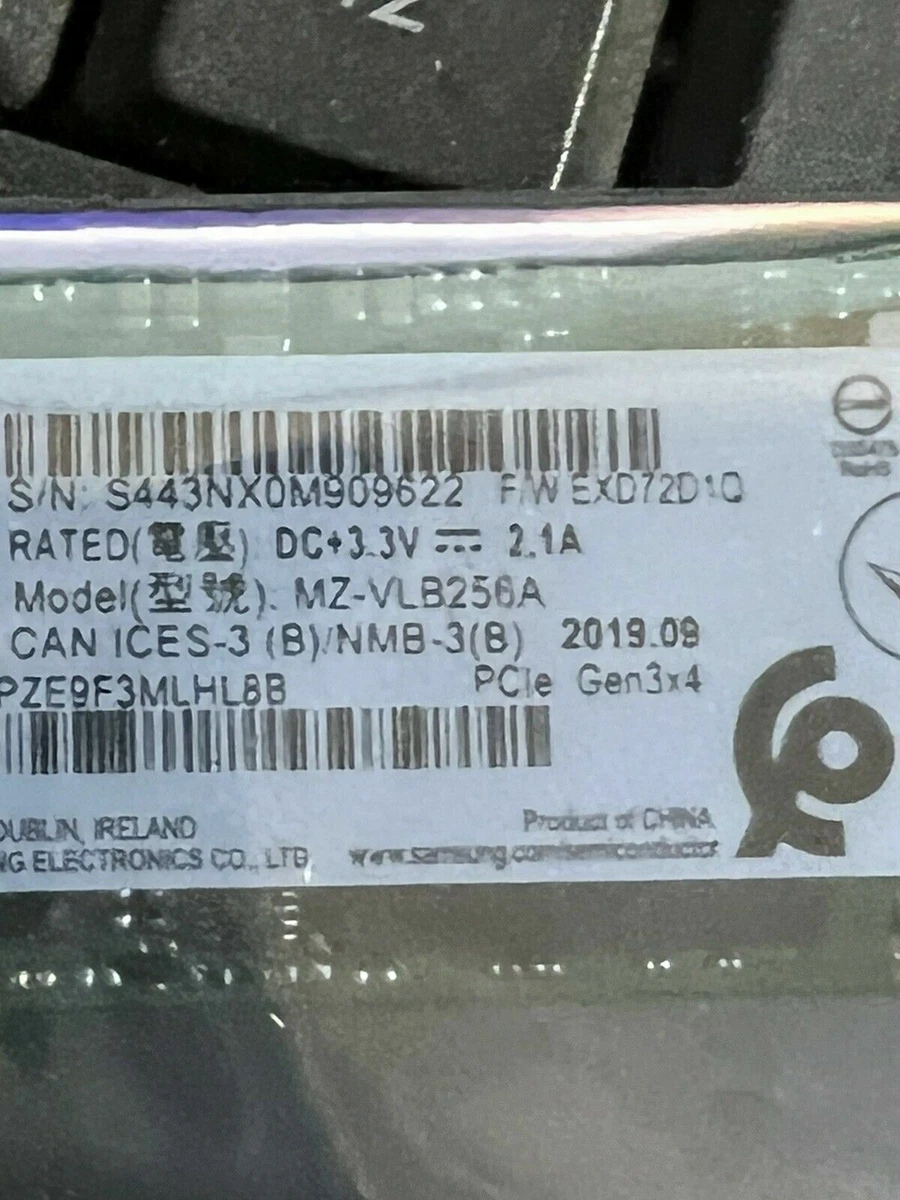 Z
S/N: S443NX0M909622 F/W EXD72D1Q
RATED(電壓) DC+3.3V ⎓ 2.1A
Model(型號): MZ-VLB256A
CAN ICES-3 (B)/NMB-3(B) 2019.09
PZE9F3MLHL8B PCIe Gen3x4
DUBLIN, IRELAND
Product of CHINA
NG ELECTRONICS CO., LTD.
www.samsung.com/semiconductor